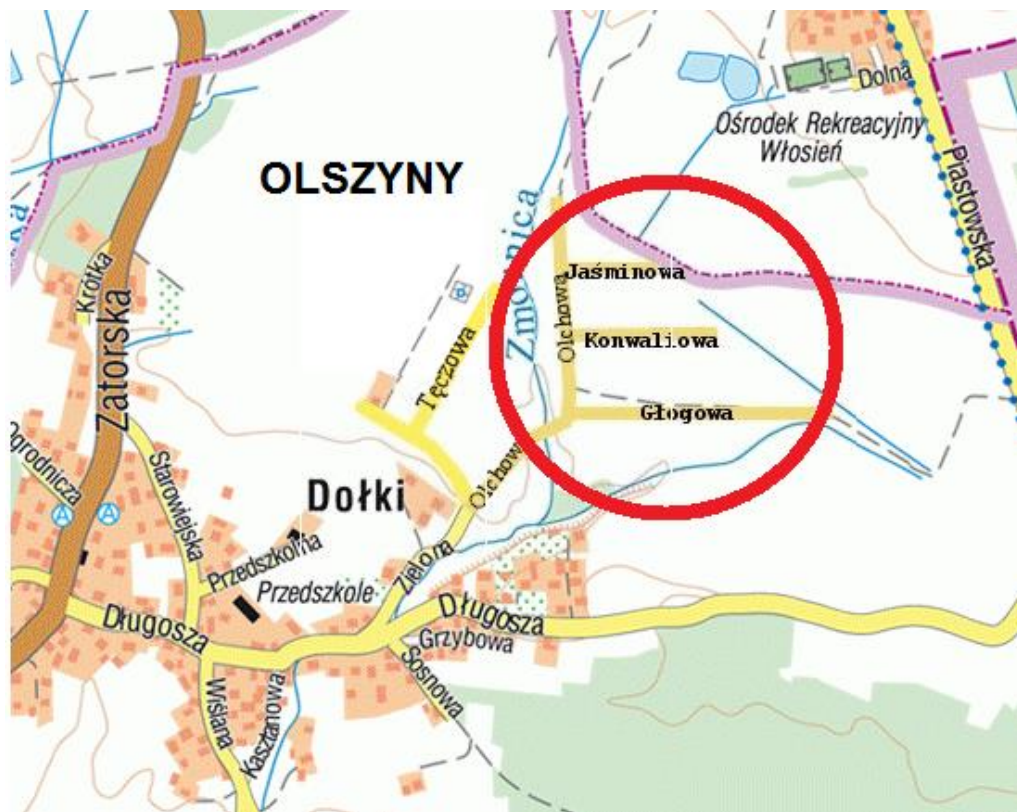 Dolna
Ośrodek Rekreacyjny
Włosień
OLSZYNY
Piastowska
Krótka
Zatorska
Zmornica
Jaśminowa
Olchowa
Konwaliowa
Tęczowa
Głogowa
Ogrodnicza
Starowiejska
Dołki
Olchowa
A
A
Przedszkolna
Przedszkole
Zielona
Długosza
Długosza
Grzybowa
Sosnowa
Wiślana
Kasztanowa